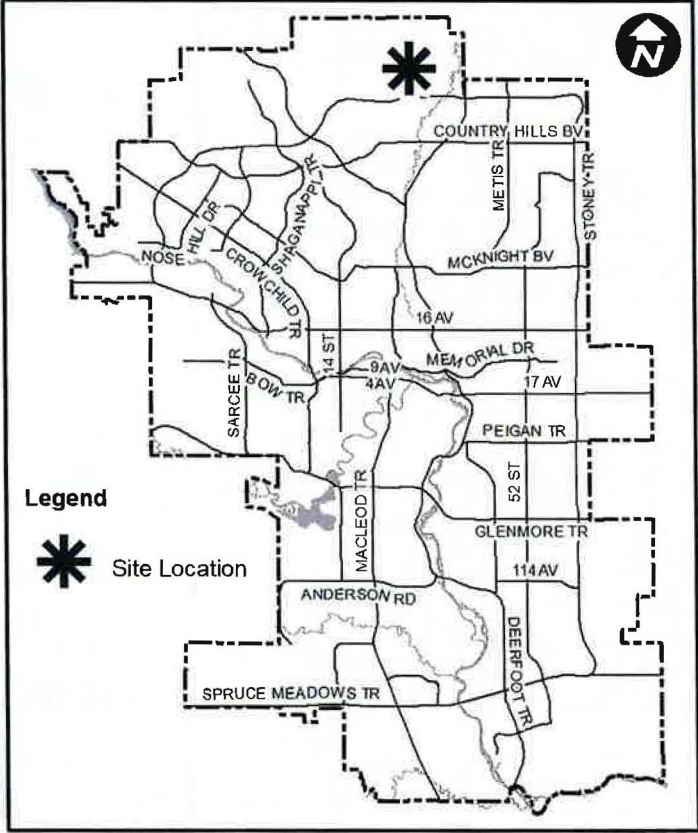 N
COUNTRY HILLS BV
METIS TR
STONEY TR
SHAGANAPPI TR
NOSE HILL DR
CROWCHILD TR
MCKNIGHT BV
16 AV
14 ST
MEMORIAL DR
9AV
4AV
17 AV
SARCEE TR
BOW TR
PEIGAN TR
52 ST
MACLEOD TR
GLENMORE TR
Legend
Site Location
114 AV
ANDERSON RD
DEERFOOT TR
SPRUCE MEADOWS TR